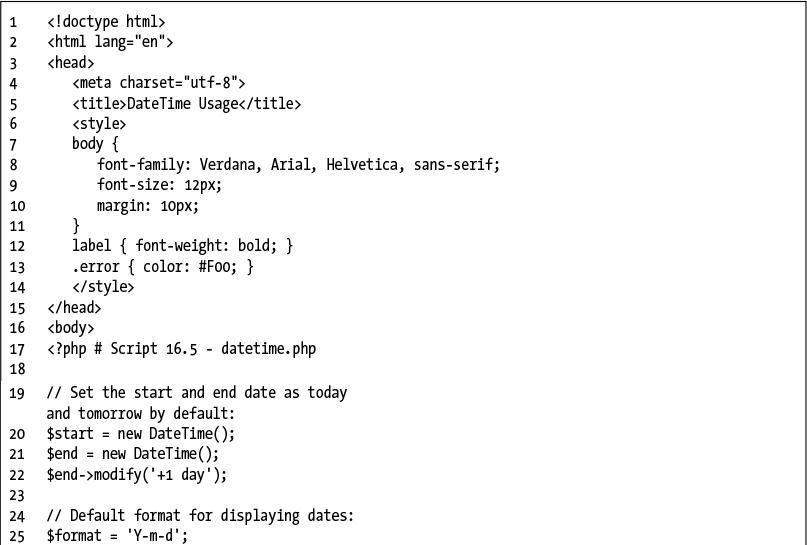 1 <!doctype html>
2 <html lang="en">
3 <head>
4 <meta charset="utf-8">
5 <title>DateTime Usage</title>
6 <style>
7 body {
8 font-family: Verdana, Arial, Helvetica, sans-serif;
9 font-size: 12px;
10 margin: 10px;
11 }
12 label { font-weight: bold; }
13 .error { color: #F00; }
14 </style>
15 </head>
16 <body>
17 <?php # Script 16.5 - datetime.php
18
19 // Set the start and end date as today
and tomorrow by default:
20 $start = new DateTime();
21 $end = new DateTime();
22 $end->modify('+1 day');
23
24 // Default format for displaying dates:
25 $format = 'Y-m-d';